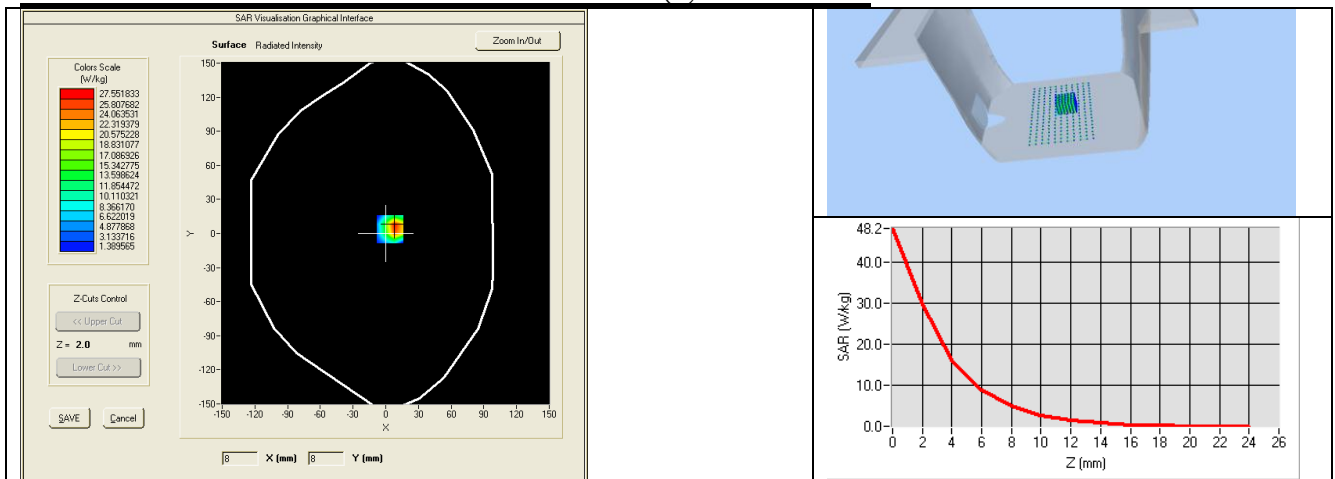 SAR Visualisation Graphical Interface
Surface Radiated Intensity
Zoom In/Out
Colors Scale
(W/kg)
27.551833
25.807682
24.063531
22.319379
20.575228
18.831077
17.086926
15.342775
13.598624
11.854472
10.110321
8.366170
6.622019
4.877868
3.133716
1.389565
Z-Cuts Control
<< Upper Cut
Z = 2.0 mm
Lower Cut >>
SAVE Cancel
150-
120-
90-
60-
30-
Y 0-
-30-
-60-
-90-
-120-
-150-
-150 -120 -90 -60 -30 0 30 60 90 120 150
X
8 X (mm) 8 Y (mm)
48.2-
40.0-
30.0-
20.0-
10.0-
0.0-
SAR (W/kg)
0 2 4 6 8 10 12 14 16 18 20 22 24 26
Z (mm)